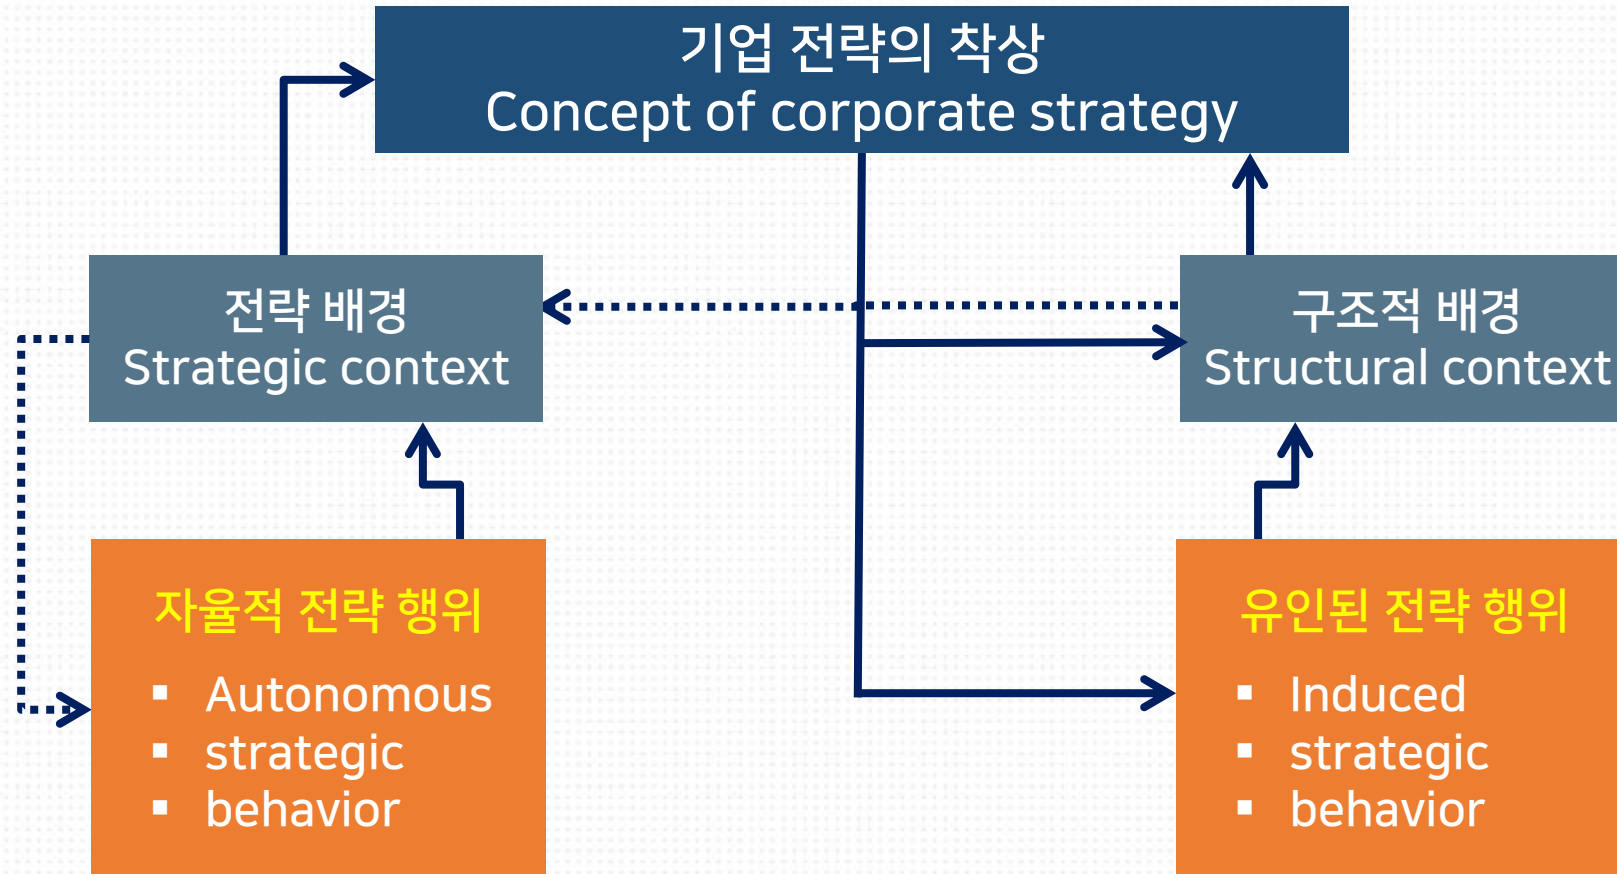 기업 전략의 착상
Concept of corporate strategy
전략 배경
Strategic context
구조적 배경
Structural context
자율적 전략 행위
▪ Autonomous
▪ strategic
▪ behavior
유인된 전략 행위
▪ Induced
▪ strategic
▪ behavior